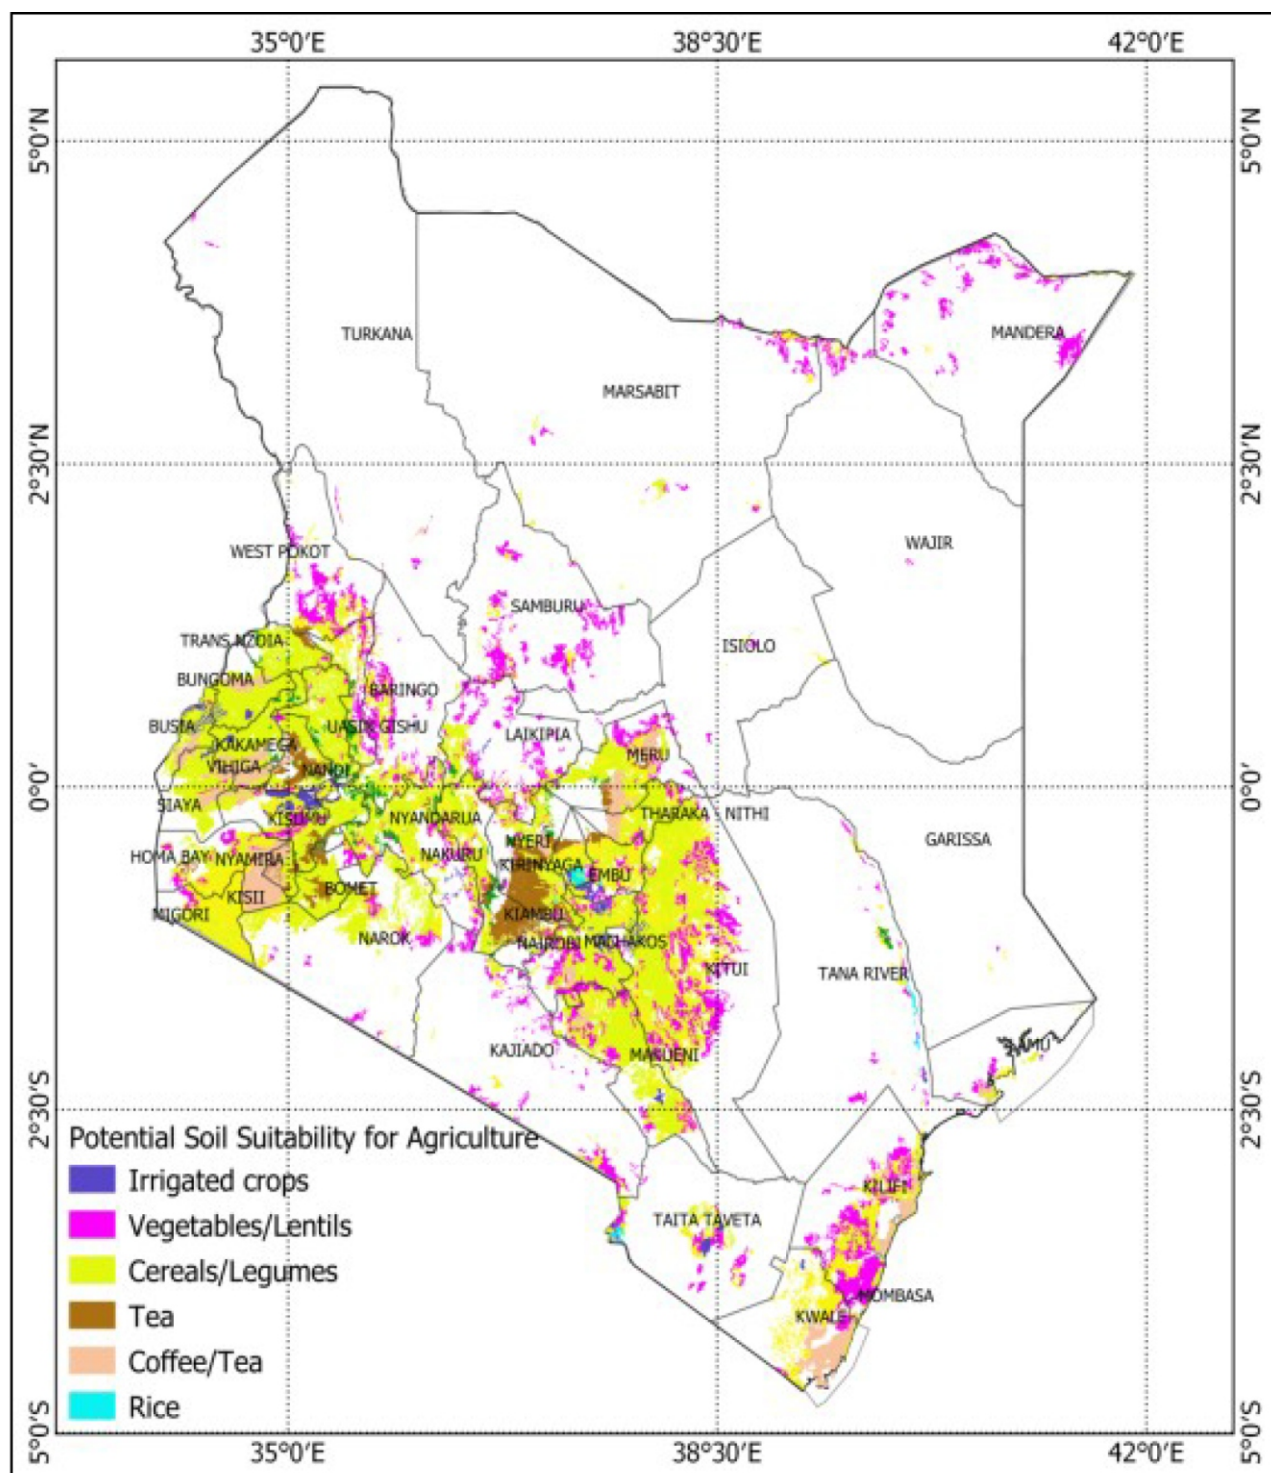 35°0′E 38°30′E 42°0′E
5°0′N 5°0′N
TURKANA
MANDERA
MARSABIT
2°30′N 2°30′N
WAJIR
WEST POKOT
SAMBURU
TRANS NZOIA
ISIOLO
BUNGOMA
BARINGO
BUSIA
UASIN GISHU
LAIKIPIA
KAKAMEGA
MERU
VIHIGA
NANDI
0°0′ 0°0′
SIAYA
KISUMU
NYANDARUA
THARAKA - NITHI
GARISSA
NYERI
HOMA BAY
NYAMIRA
NAKURU
KIRINYAGA
EMBU
BOMET
KISII
MIGORI
KIAMBU
NAROK
NAIROBI
MACHAKOS
KITUI
TANA RIVER
KAJIADO
MAKUENI
LAMU
2°30′S 2°30′S
Potential Soil Suitability for Agriculture
Irrigated crops
KILIFI
Vegetables/Lentils
TAITA TAVETA
Cereals/Legumes
MOMBASA
Tea
KWALE
Coffee/Tea
Rice
5°0′S 5°0′S
35°0′E 38°30′E 42°0′E